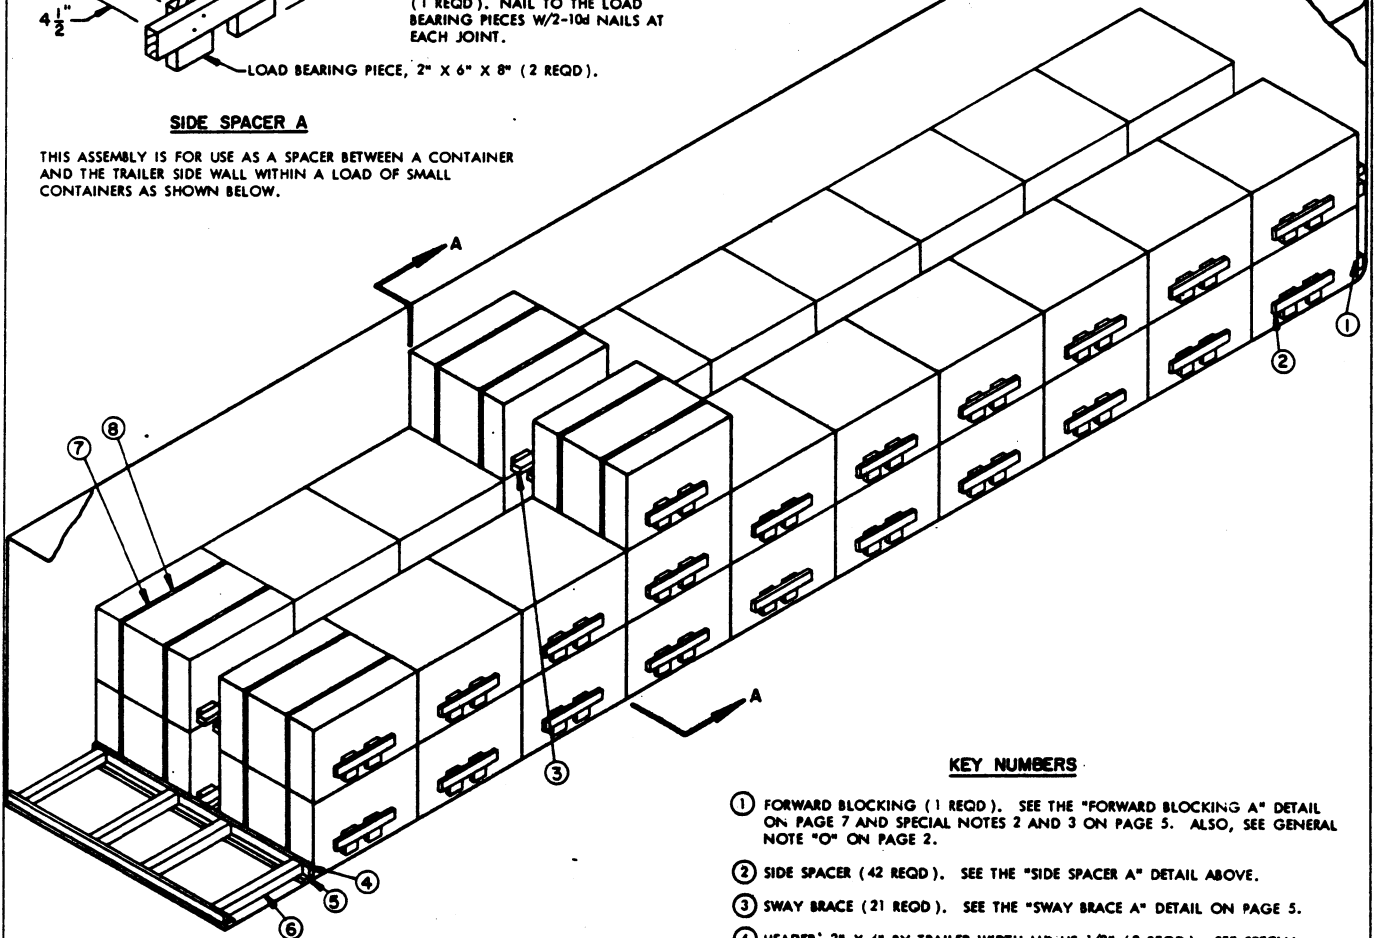 (1 REQD). NAIL TO THE LOAD
BEARING PIECES W/2-10d NAILS AT
EACH JOINT.
4 1/2"
LOAD BEARING PIECE, 2" X 6" X 8" (2 REQD).
SIDE SPACER A
THIS ASSEMBLY IS FOR USE AS A SPACER BETWEEN A CONTAINER
AND THE TRAILER SIDE WALL WITHIN A LOAD OF SMALL
CONTAINERS AS SHOWN BELOW.
A
1
2
8
7
A
3
4
5
6
KEY NUMBERS
1 FORWARD BLOCKING (1 REQD). SEE THE "FORWARD BLOCKING A" DETAIL
ON PAGE 7 AND SPECIAL NOTES 2 AND 3 ON PAGE 5. ALSO, SEE GENERAL
NOTE "O" ON PAGE 2.
2 SIDE SPACER (42 REQD). SEE THE "SIDE SPACER A" DETAIL ABOVE.
3 SWAY BRACE (21 REQD). SEE THE "SWAY BRACE A" DETAIL ON PAGE 5.